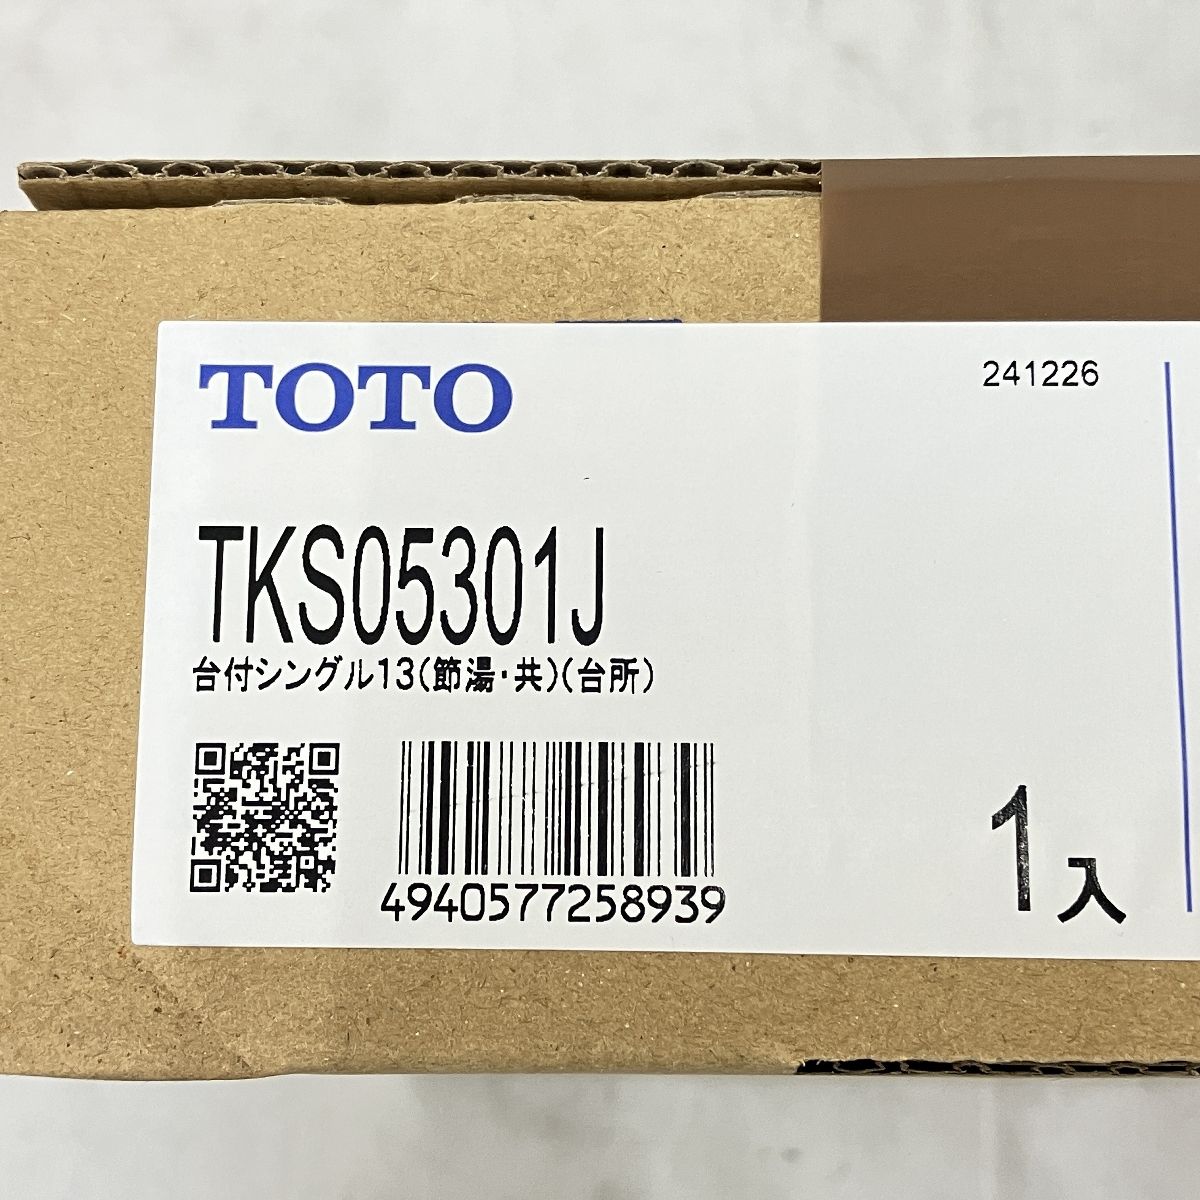 TOTO
241226
TKS05301J
台付シングル13(節湯・共)(台所)
4940577258939
1入